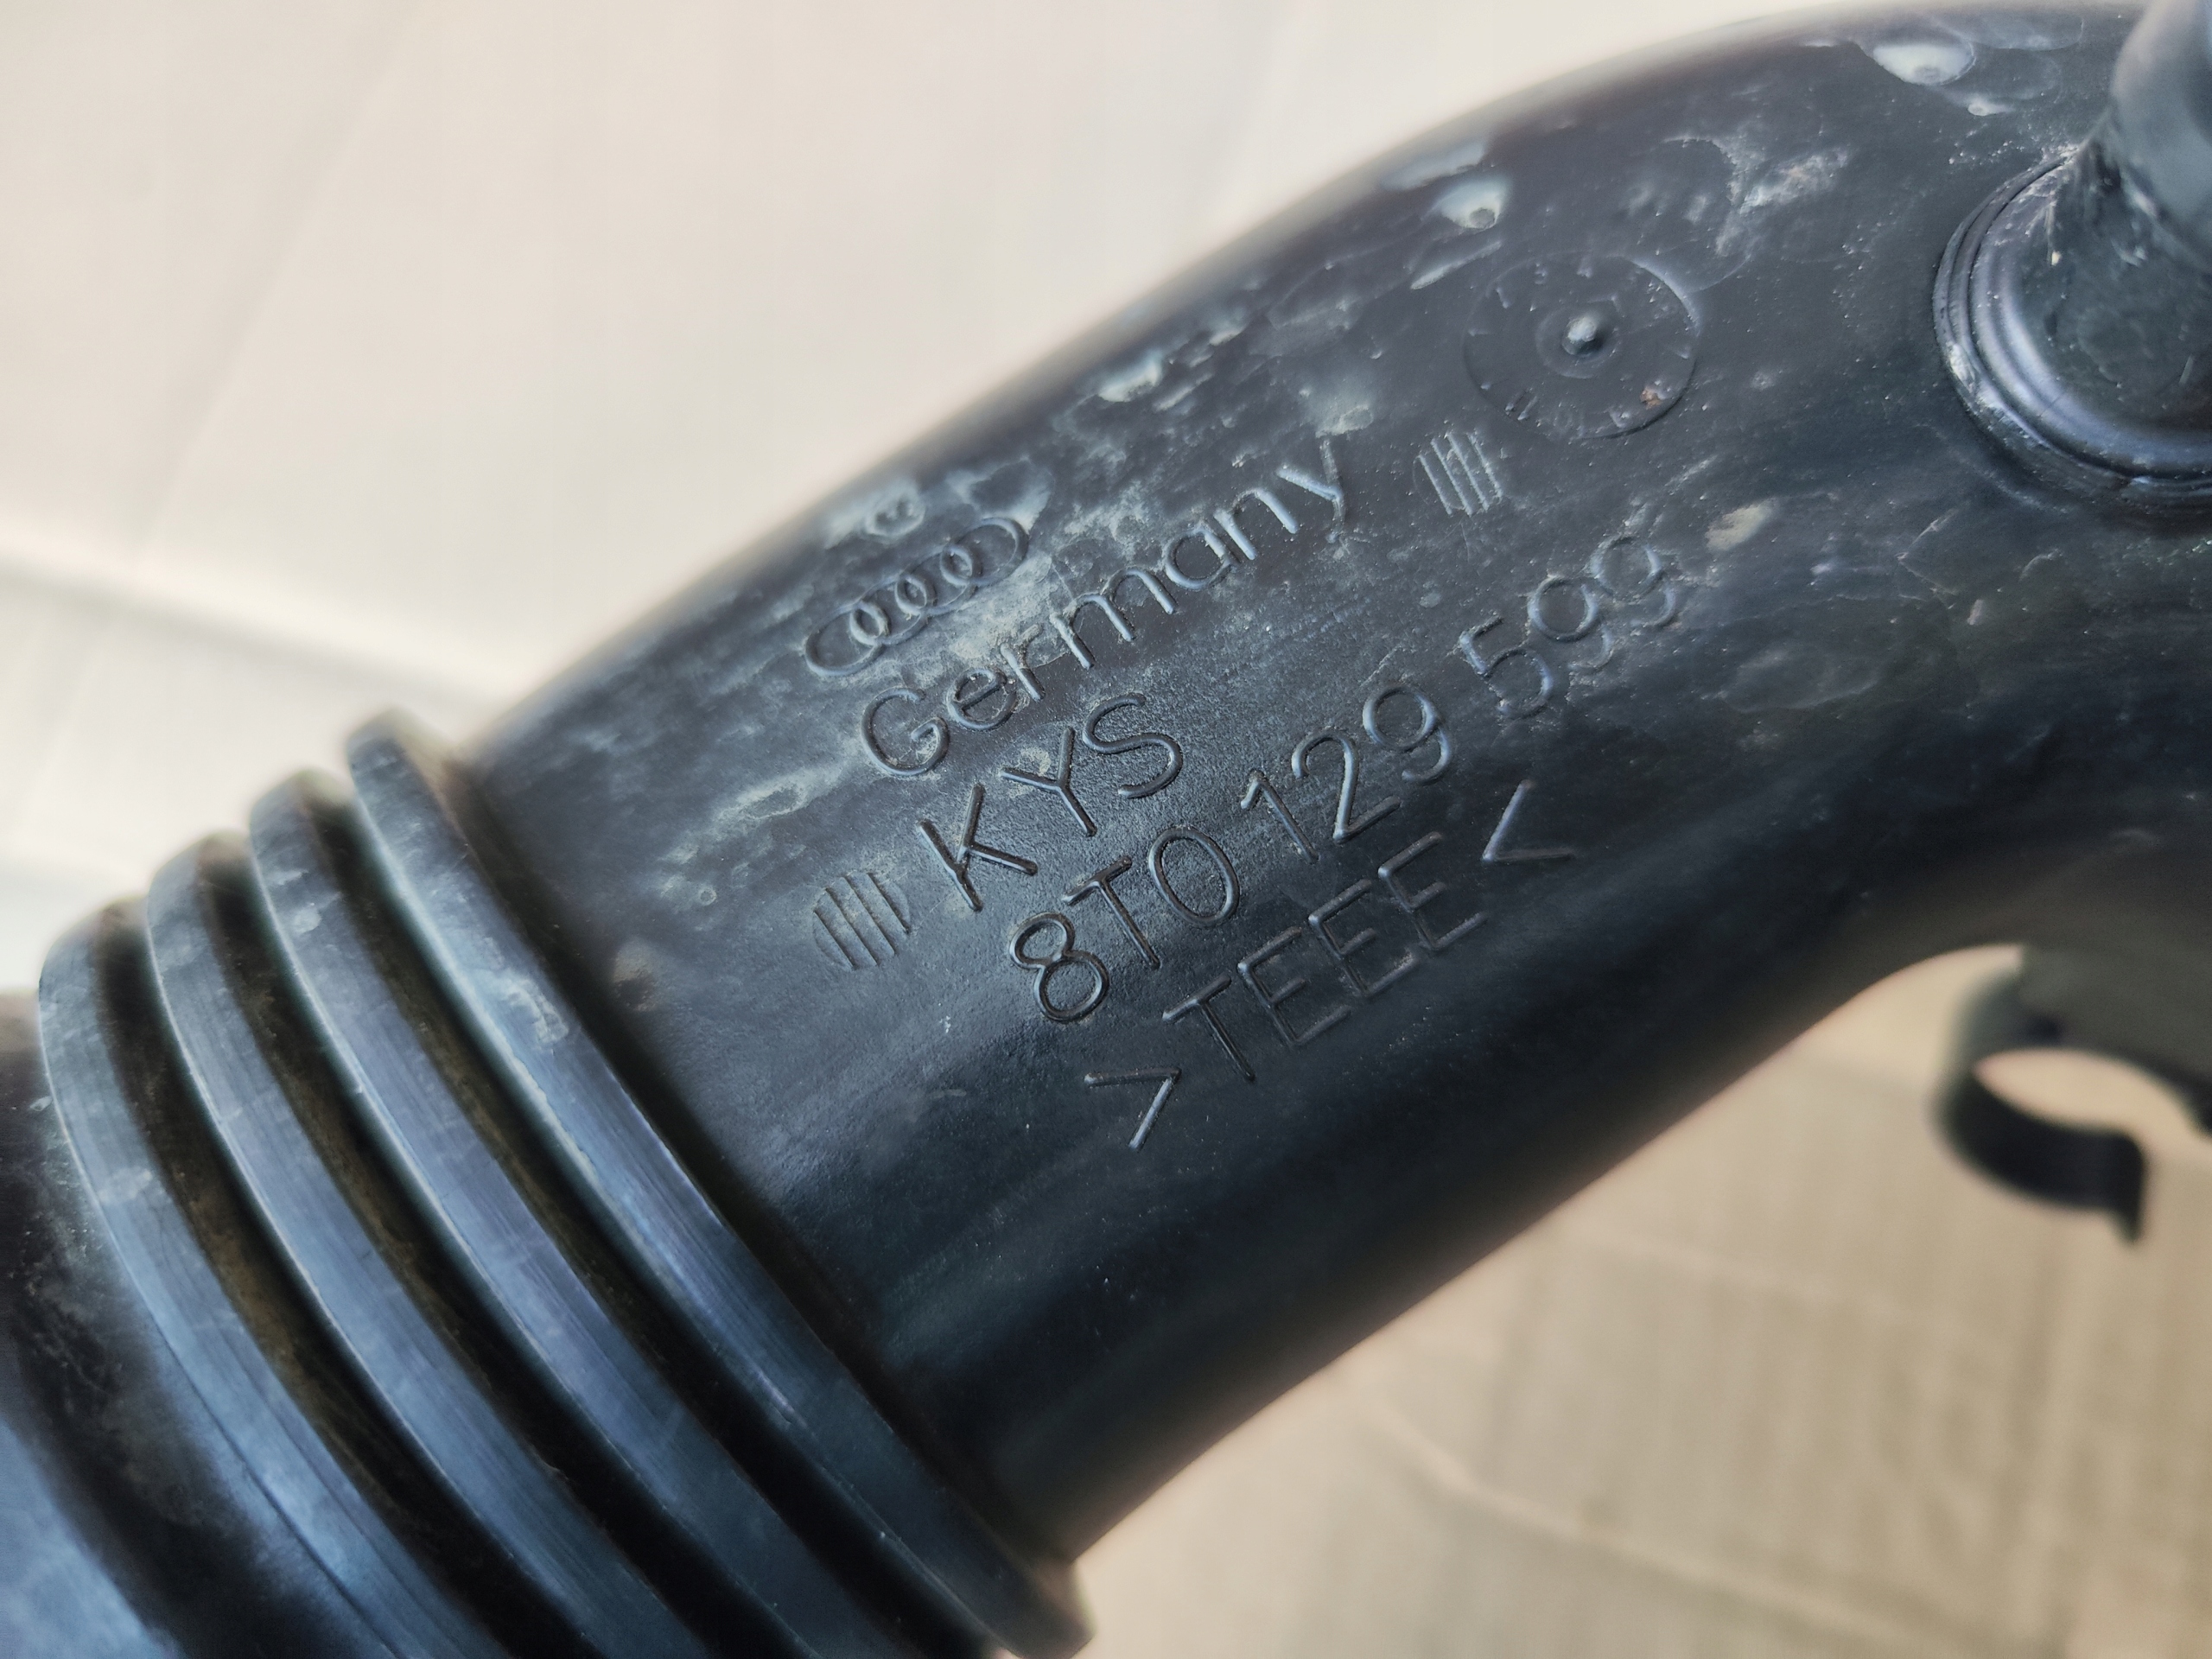 Germany
KYS
8T0 129 599
>TEEE<